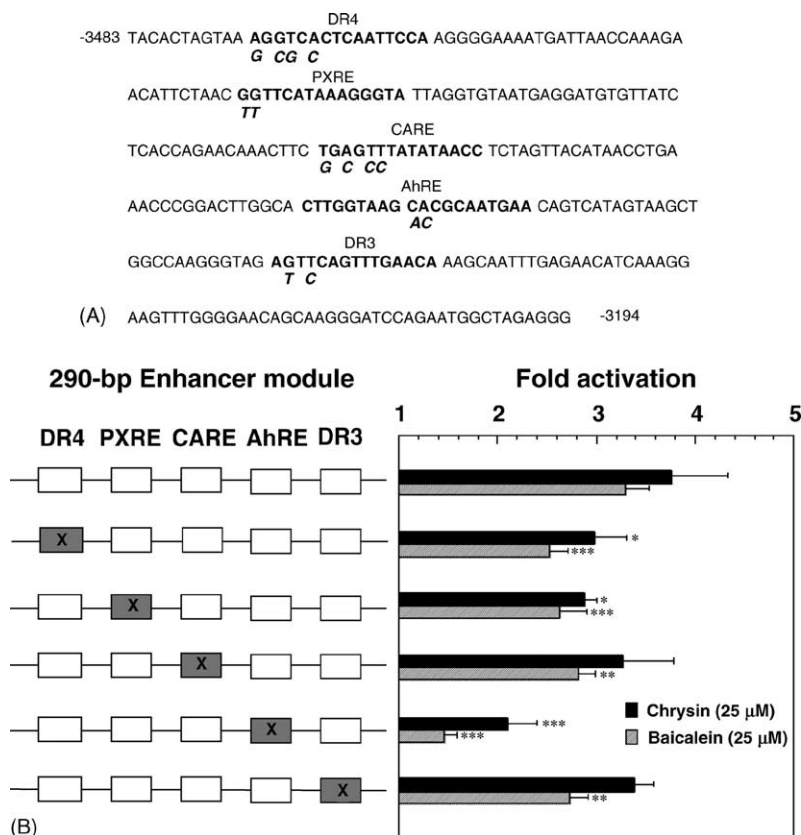 DR4
-3483 TACACTAGTAA AGGTCACTCAATTCCA AGGGGAAAATGATTAACCAAAGA
G CG C
PXRE
ACATTCTAAC GGTTCATAAAGGGTA TTAGGTGTAATGAGGATGTGTTATC
TT
CARE
TCACCAGAACAAACTTC TGAGTTTATATAACC TCTAGTTACATAACCTGA
G C CC
AhRE
AACCCGGACTTGGCA CTTGGTAAGCACGCAATGAA CAGTCATAGTAAGCT
AC
DR3
GGCCAAGGGTAG AGTTCAGTTTGAACA AAGCAATTTGAGAACATCAAAGG
T C
(A) AAGTTTGGGGAACAGCAAGGGATCCAGAATGGCTAGAGGG -3194
290-bp Enhancer module Fold activation
1 2 3 4 5
DR4 PXRE CARE AhRE DR3
X * ***
X * ***
X **
X *** ***
X **
Chrysin (25 µM)
Baicalein (25 µM)
(B)